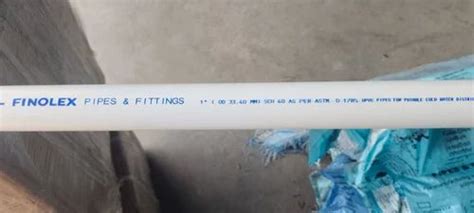 FINOLEX PIPES & FITTINGS 1" ( OD 33.40 MM) SCH 40 AS PER ASTM - D 1785 UPVC PIPES FOR POTABLE COLD WATER